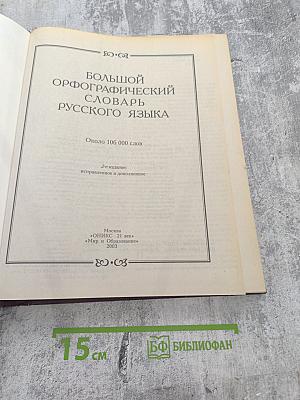 БОЛЬШОЙ
ОРФОГРАФИЧЕСКИЙ
СЛОВАРЬ
РУССКОГО ЯЗЫКА
Около 106 000 слов
2-е издание,
исправленное и дополненное
Москва
«ОНИКС 21 век»
«Мир и Образование»
2003
15 см
БФ БИБЛИОФАН